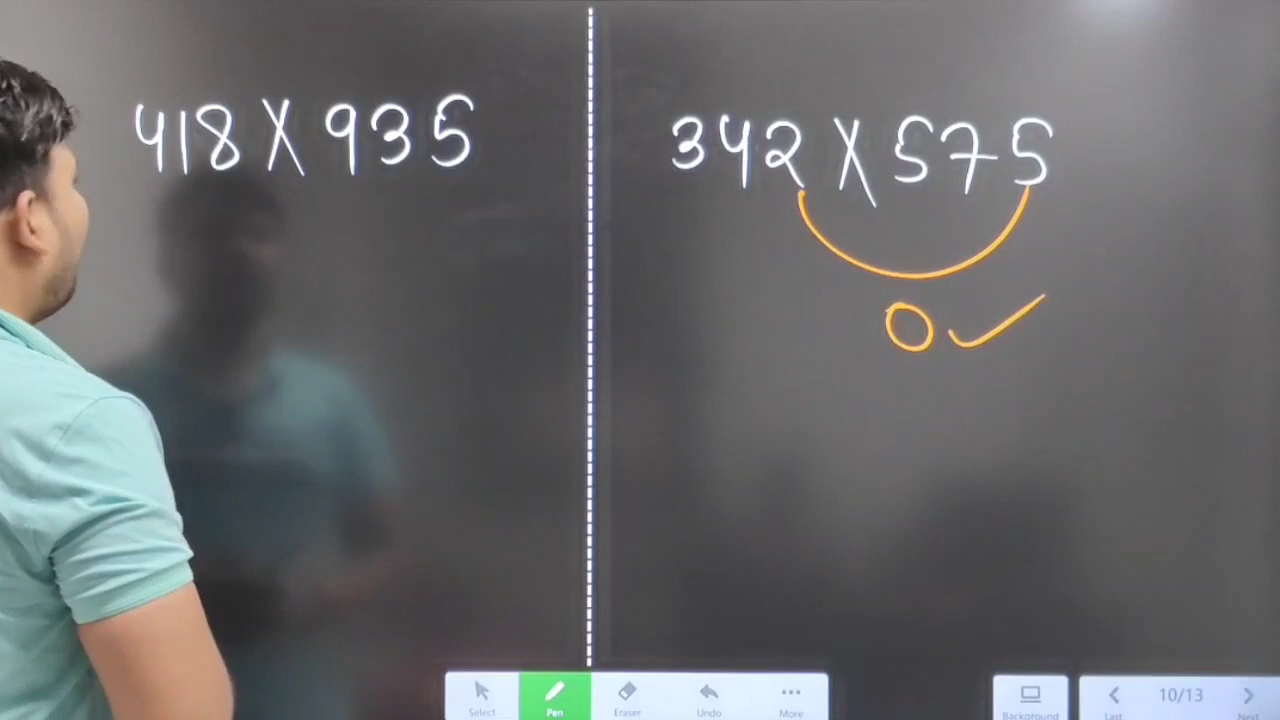 418 X 935
342 X 575
0
Select Pen Eraser Undo More
Background
Last 10/13 Next